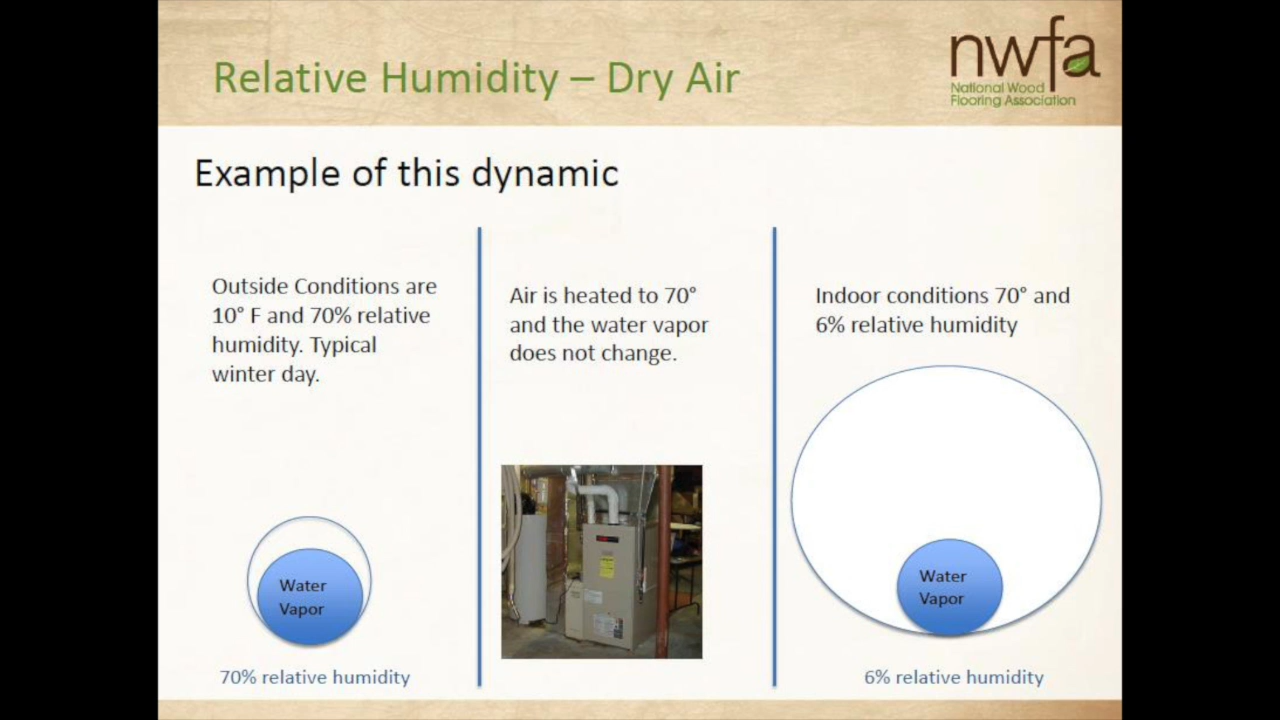 Relative Humidity – Dry Air
nwfa
National Wood
Flooring Association
Example of this dynamic
Outside Conditions are
10° F and 70% relative
humidity. Typical
winter day.
Water
Vapor
70% relative humidity
Air is heated to 70°
and the water vapor
does not change.
Indoor conditions 70° and
6% relative humidity
Water
Vapor
6% relative humidity